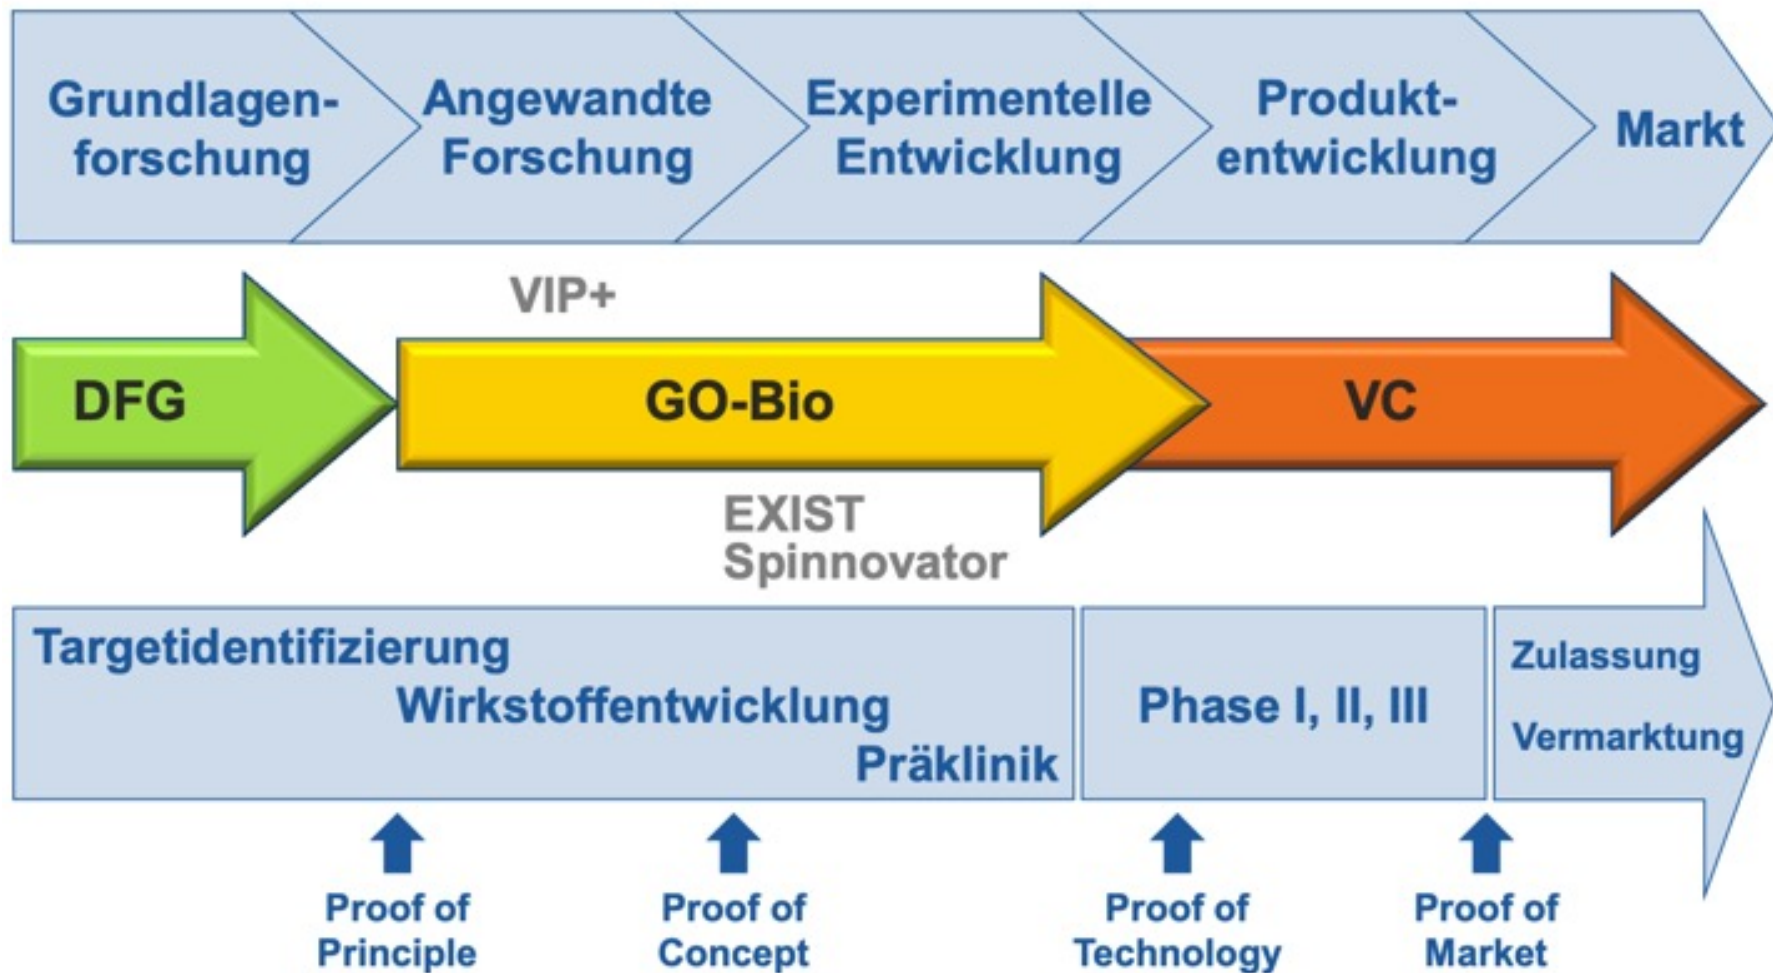 Grundlagen-
forschung
Angewandte
Forschung
Experimentelle
Entwicklung
Produkt-
entwicklung
Markt
VIP+
DFG
GO-Bio
VC
EXIST
Spinnovator
Targetidentifizierung
Wirkstoffentwicklung
Präklinik
Phase I, II, III
Zulassung
Vermarktung
Proof of
Principle
Proof of
Concept
Proof of
Technology
Proof of
Market